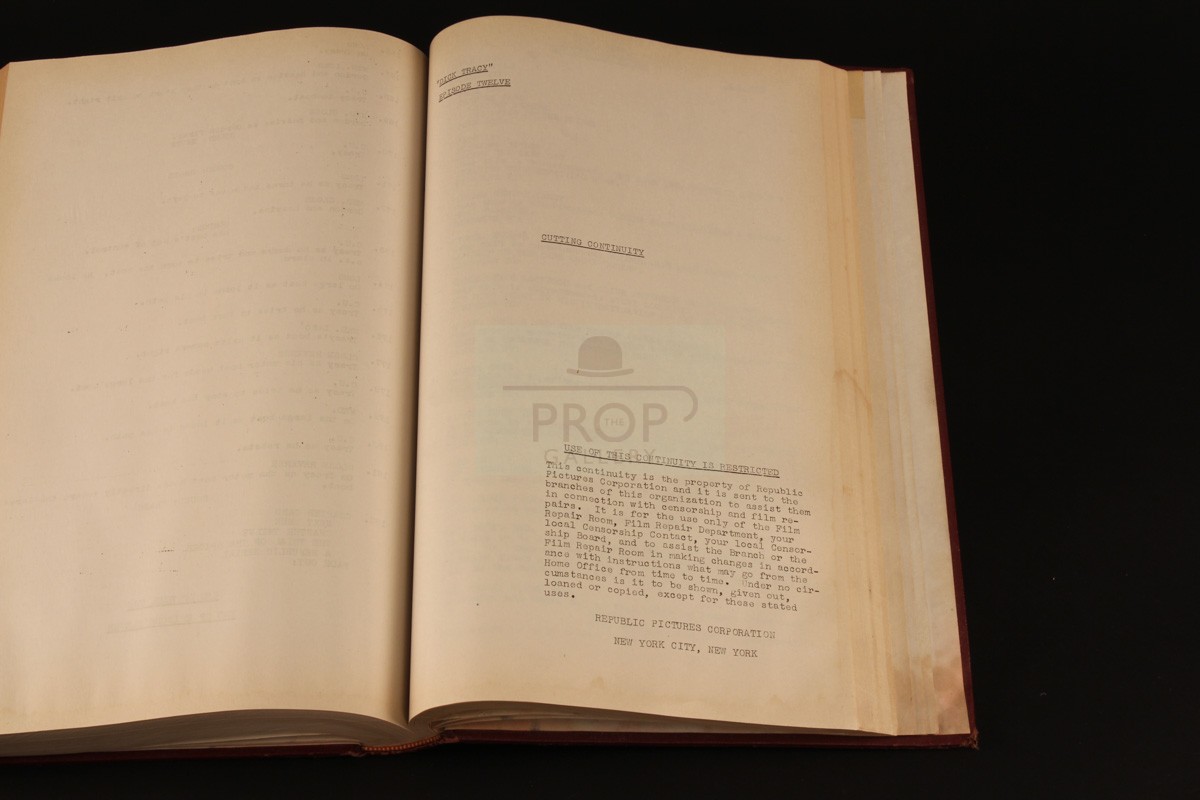 "DICK TRACY"
EPISODE TWELVE
CUTTING CONTINUITY
THE
PROP
GALLERY
USE OF THIS CONTINUITY IS RESTRICTED
This continuity is the property of Republic
Pictures Corporation and it is sent to the
branches of this organization to assist them
in connection with censorship and film re-
pairs. It is for the use only of the Film
Repair Room, Film Repair Department, your
local Censorship Contact, your local Censor-
ship Board, and to assist the Branch or the
Film Repair Room in making changes in accord-
ance with instructions what may go from the
Home Office from time to time. Under no cir-
cumstances is it to be shown, given out,
loaned or copied, except for these stated
uses.
REPUBLIC PICTURES CORPORATION
NEW YORK CITY, NEW YORK